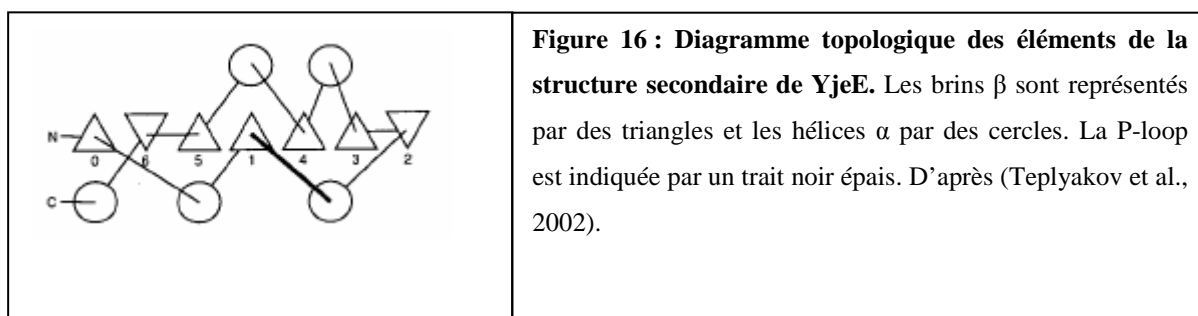 N
0 6 5 1 4 3 2
C
Figure 16 : Diagramme topologique des éléments de la
structure secondaire de YjeE. Les brins β sont représentés
par des triangles et les hélices α par des cercles. La P-loop
est indiquée par un trait noir épais. D’après (Teplyakov et al.,
2002).